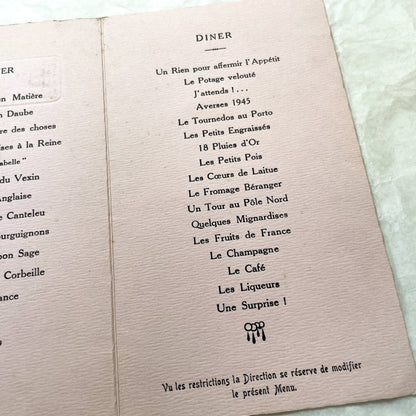 NER
en Matière
n Daube
re des choses
ises à la Reine
abelle"
du Vexin
Anglaise
e Canteleu
ourguignons
bon Sage
Corbeille
ance
DINER
Un Rien pour affermir l'Appétit
Le Potage velouté
J'attends !...
Averses 1945
Le Tournedos au Porto
Les Petits Engraissés
18 Pluies d'Or
Les Petits Pois
Les Cœurs de Laitue
Le Fromage Béranger
Un Tour au Pôle Nord
Quelques Mignardises
Les Fruits de France
Le Champagne
Le Café
Les Liqueurs
Une Surprise !
Vu les restrictions la Direction se réserve de modifier
le présent Menu.